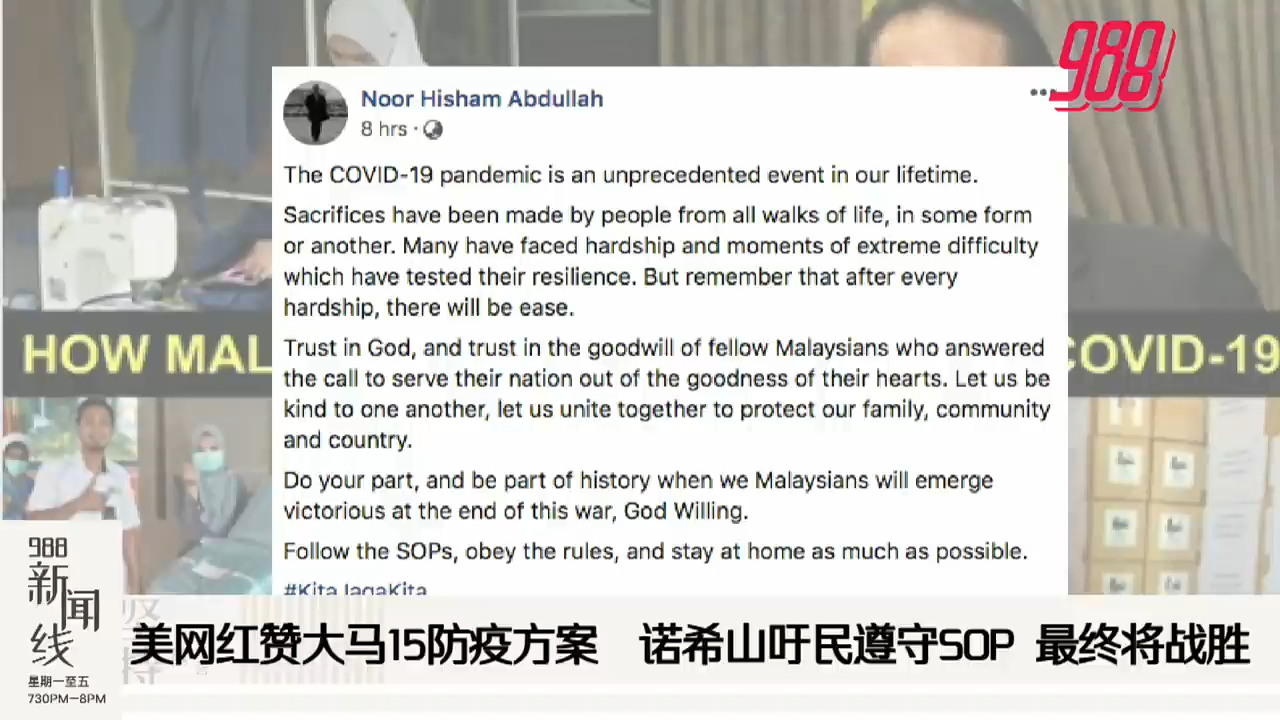 988
Noor Hisham Abdullah
8 hrs ·
The COVID-19 pandemic is an unprecedented event in our lifetime.
Sacrifices have been made by people from all walks of life, in some form
or another. Many have faced hardship and moments of extreme difficulty
which have tested their resilience. But remember that after every
hardship, there will be ease.
Trust in God, and trust in the goodwill of fellow Malaysians who answered
the call to serve their nation out of the goodness of their hearts. Let us be
kind to one another, let us unite together to protect our family, community
and country.
Do your part, and be part of history when we Malaysians will emerge
victorious at the end of this war, God Willing.
Follow the SOPs, obey the rules, and stay at home as much as possible.
#KitaJagaKita
HOW MAL
COVID-19
988
新闻线
星期一至五
730PM-8PM
美网红赞大马15防疫方案 诺希山吁民遵守SOP 最终将战胜